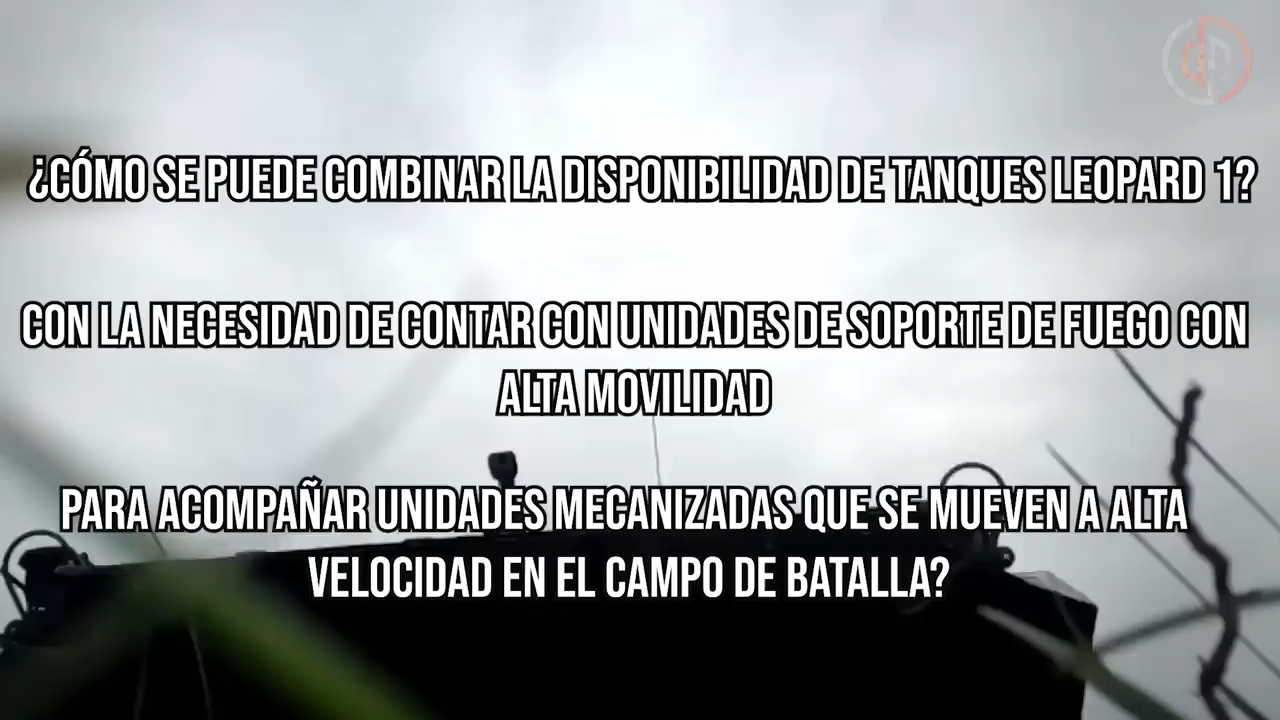 ¿CÓMO SE PUEDE COMBINAR LA DISPONIBILIDAD DE TANQUES LEOPARD 1?
CON LA NECESIDAD DE CONTAR CON UNIDADES DE SOPORTE DE FUEGO CON
ALTA MOVILIDAD
PARA ACOMPAÑAR UNIDADES MECANIZADAS QUE SE MUEVEN A ALTA
VELOCIDAD EN EL CAMPO DE BATALLA?